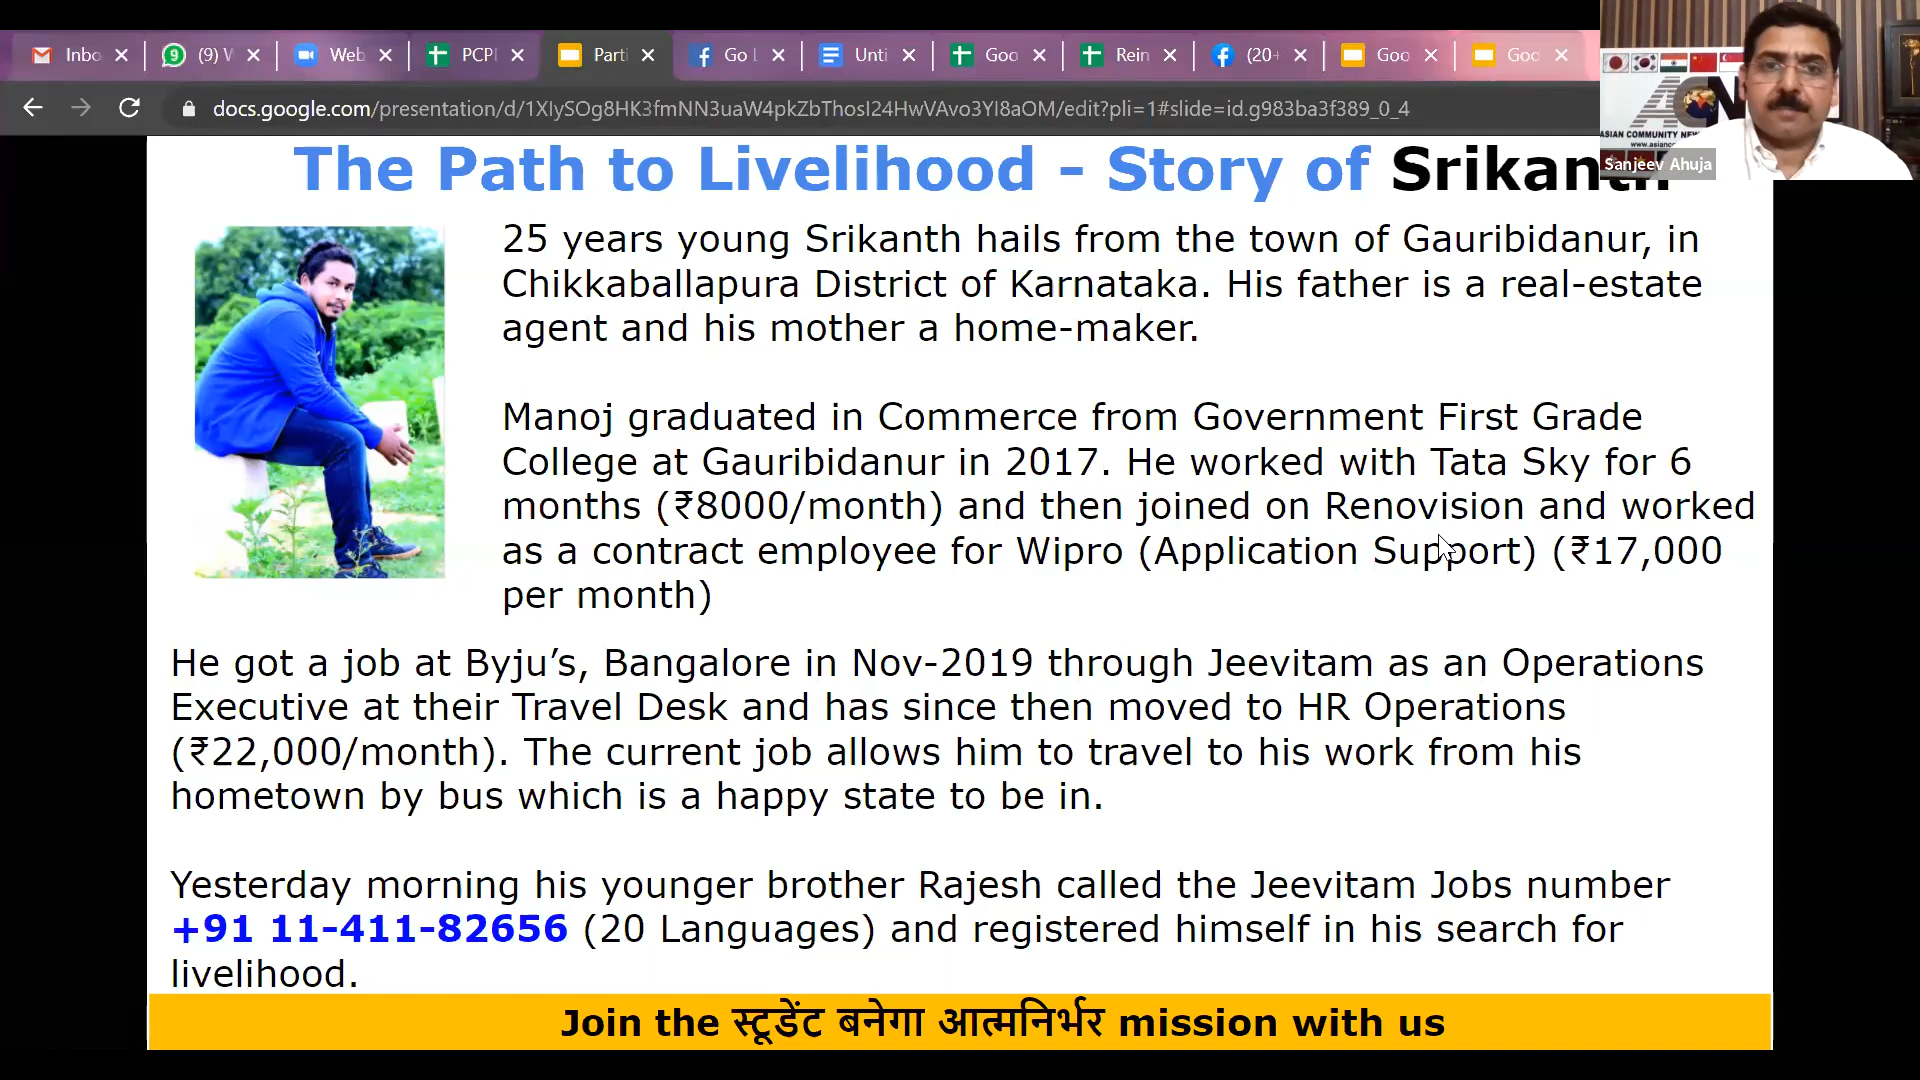 Inbo
(9) W
Web
PCPI
Parti
Go L
Unti
Goo
Rein
(20+
Goo
Goo
docs.google.com/presentation/d/1XIySOg8HK3fmNN3uaW4pkZbThosI24HwVAvo3YI8aOM/edit?pli=1#slide=id.g983ba3f389_0_4
ACN
ASIAN COMMUNITY NEW
www.asianc
Sanjeev Ahuja
The Path to Livelihood - Story of Srikanth
25 years young Srikanth hails from the town of Gauribidanur, in
Chikkaballapura District of Karnataka. His father is a real-estate
agent and his mother a home-maker.
Manoj graduated in Commerce from Government First Grade
College at Gauribidanur in 2017. He worked with Tata Sky for 6
months (₹8000/month) and then joined on Renovision and worked
as a contract employee for Wipro (Application Support) (₹17,000
per month)
He got a job at Byju’s, Bangalore in Nov-2019 through Jeevitam as an Operations
Executive at their Travel Desk and has since then moved to HR Operations
(₹22,000/month). The current job allows him to travel to his work from his
hometown by bus which is a happy state to be in.
Yesterday morning his younger brother Rajesh called the Jeevitam Jobs number
+91 11-411-82656 (20 Languages) and registered himself in his search for
livelihood.
Join the स्टूडेंट बनेगा आत्मनिर्भर mission with us